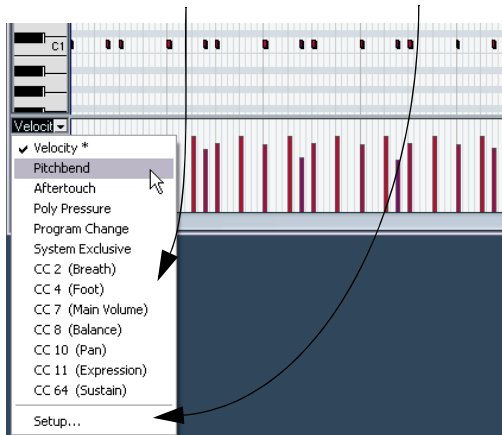 C1
Velocit
Velocity *
Pitchbend
Aftertouch
Poly Pressure
Program Change
System Exclusive
CC 2 (Breath)
CC 4 (Foot)
CC 7 (Main Volume)
CC 8 (Balance)
CC 10 (Pan)
CC 11 (Expression)
CC 64 (Sustain)
Setup...